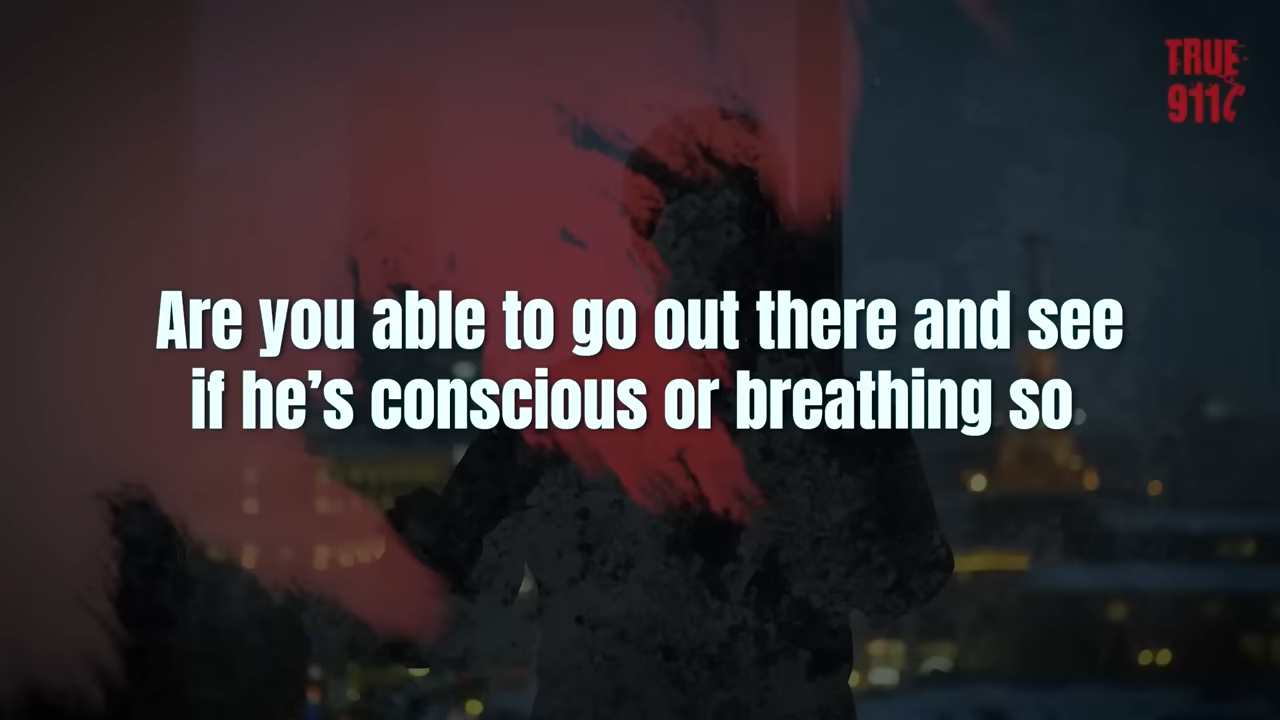 TRUE
911
Are you able to go out there and see
if he’s conscious or breathing so